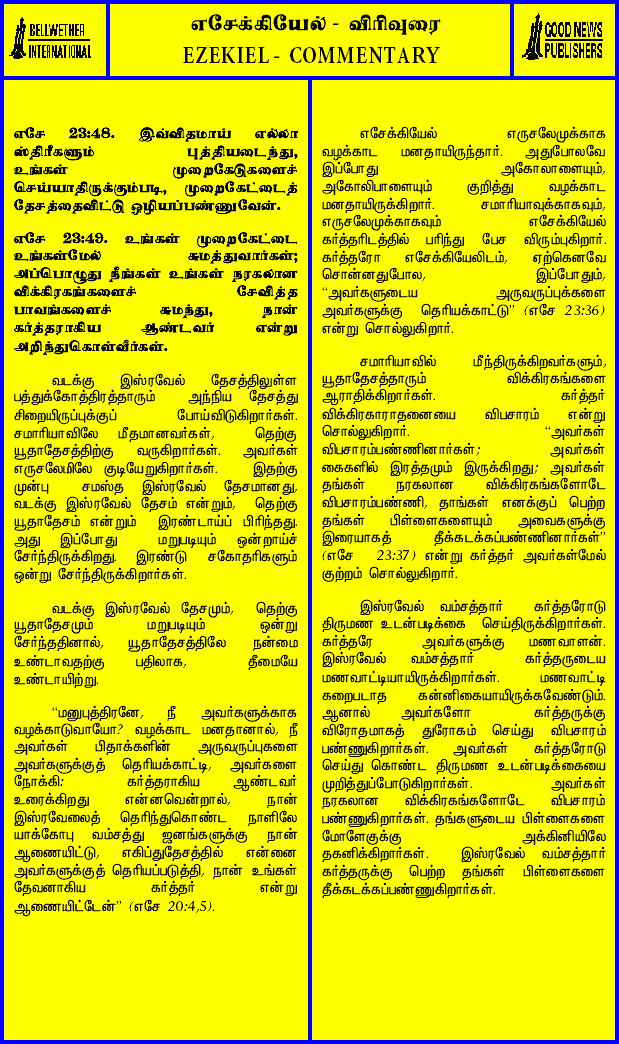 BELLWETHER
INTERNATIONAL
எசேக்கியேல் - விரிவுரை
EZEKIEL - COMMENTARY
GOOD NEWS
PUBLISHERS
எசே 23:48. இவ்விதமாய் எல்லா
ஸ்திரீகளும் புத்தியடைந்து,
உங்கள் முறைகேடுகளைச்
செய்யாதிருக்கும்படி, முறைகேட்டைத்
தேசத்தைவிட்டு ஒழியப்பண்ணுவேன்.
எசே 23:49. உங்கள் முறைகேட்டை
உங்கள்மேல் சுமத்துவார்கள்;
அப்பொழுது நீங்கள் உங்கள் நரகலான
விக்கிரகங்களைச் சேவித்த
பாவங்களைச் சுமந்து, நான்
கர்த்தராகிய ஆண்டவர் என்று
அறிந்துகொள்வீர்கள்.
வடக்கு இஸ்ரவேல் தேசத்திலுள்ள
பத்துக்கோத்திரத்தாரும் அந்நிய தேசத்து
சிறையிருப்புக்குப் போய்விடுகிறார்கள்.
சமாரியாவிலே மீதமானவர்கள், தெற்கு
யூதாதேசத்திற்கு வருகிறார்கள். அவர்கள்
எருசலேமிலே குடியேறுகிறார்கள். இதற்கு
முன்பு சமஸ்த இஸ்ரவேல் தேசமானது,
வடக்கு இஸ்ரவேல் தேசம் என்றும், தெற்கு
யூதாதேசம் என்றும் இரண்டாய்ப் பிரிந்தது.
அது இப்போது மறுபடியும் ஒன்றாய்ச்
சேர்ந்திருக்கிறது. இரண்டு சகோதரிகளும்
ஒன்று சேர்ந்திருக்கிறார்கள்.
வடக்கு இஸ்ரவேல் தேசமும், தெற்கு
யூதாதேசமும் மறுபடியும் ஒன்று
சேர்ந்ததினால், யூதாதேசத்திலே நன்மை
உண்டாவதற்கு பதிலாக, தீமையே
உண்டாயிற்று.
“மனுபுத்திரனே, நீ அவர்களுக்காக
வழக்காடுவாயோ? வழக்காட மனதானால், நீ
அவர்கள் பிதாக்களின் அருவருப்புகளை
அவர்களுக்குத் தெரியக்காட்டி, அவர்களை
நோக்கி: கர்த்தராகிய ஆண்டவர்
உரைக்கிறது என்னவென்றால், நான்
இஸ்ரவேலைத் தெரிந்துகொண்ட நாளிலே
யாக்கோபு வம்சத்து ஜனங்களுக்கு நான்
ஆணையிட்டு, எகிப்துதேசத்தில் என்னை
அவர்களுக்குத் தெரியப்படுத்தி, நான் உங்கள்
தேவனாகிய கர்த்தர் என்று
ஆணையிட்டேன்” (எசே 20:4,5).
எசேக்கியேல் எருசலேமுக்காக
வழக்காட மனதாயிருந்தார். அதுபோலவே
இப்போது அகோலாளையும்,
அகோலிபாளையும் குறித்து வழக்காட
மனதாயிருக்கிறார். சமாரியாவுக்காகவும்,
எருசலேமுக்காகவும் எசேக்கியேல்
கர்த்தரிடத்தில் பரிந்து பேச விரும்புகிறார்.
கர்த்தரோ எசேக்கியேலிடம், ஏற்கெனவே
சொன்னதுபோல, இப்போதும்,
“அவர்களுடைய அருவருப்புக்களை
அவர்களுக்கு தெரியக்காட்டு” (எசே 23:36)
என்று சொல்லுகிறார்.
சமாரியாவில் மீந்திருக்கிறவர்களும்,
யூதாதேசத்தாரும் விக்கிரகங்களை
ஆராதிக்கிறார்கள். கர்த்தர்
விக்கிரகாராதனையை விபசாரம் என்று
சொல்லுகிறார். “அவர்கள்
விபசாரம்பண்ணினார்கள்; அவர்கள்
கைகளில் இரத்தமும் இருக்கிறது; அவர்கள்
தங்கள் நரகலான விக்கிரகங்களோடே
விபசாரம்பண்ணி, தாங்கள் எனக்குப் பெற்ற
தங்கள் பிள்ளைகளையும் அவைகளுக்கு
இரையாகத் தீக்கடக்கப்பண்ணினார்கள்”
(எசே 23:37) என்று கர்த்தர் அவர்கள்மேல்
குற்றம் சொல்லுகிறார்.
இஸ்ரவேல் வம்சத்தார் கர்த்தரோடு
திருமண உடன்படிக்கை செய்திருக்கிறார்கள்.
கர்த்தரே அவர்களுக்கு மணவாளன்.
இஸ்ரவேல் வம்சத்தார் கர்த்தருடைய
மணவாட்டியாயிருக்கிறார்கள். மணவாட்டி
கறைபடாத கன்னிகையாயிருக்கவேண்டும்.
ஆனால் அவர்களோ கர்த்தருக்கு
விரோதமாகத் துரோகம் செய்து விபசாரம்
பண்ணுகிறார்கள். அவர்கள் கர்த்தரோடு
செய்து கொண்ட திருமண உடன்படிக்கையை
முறித்துப்போடுகிறார்கள். அவர்கள்
நரகலான விக்கிரகங்களோடே விபசாரம்
பண்ணுகிறார்கள். தங்களுடைய பிள்ளைகளை
மோளேகுக்கு அக்கினியிலே
தகனிக்கிறார்கள். இஸ்ரவேல் வம்சத்தார்
கர்த்தருக்கு பெற்ற தங்கள் பிள்ளைகளை
தீக்கடக்கப்பண்ணுகிறார்கள்.